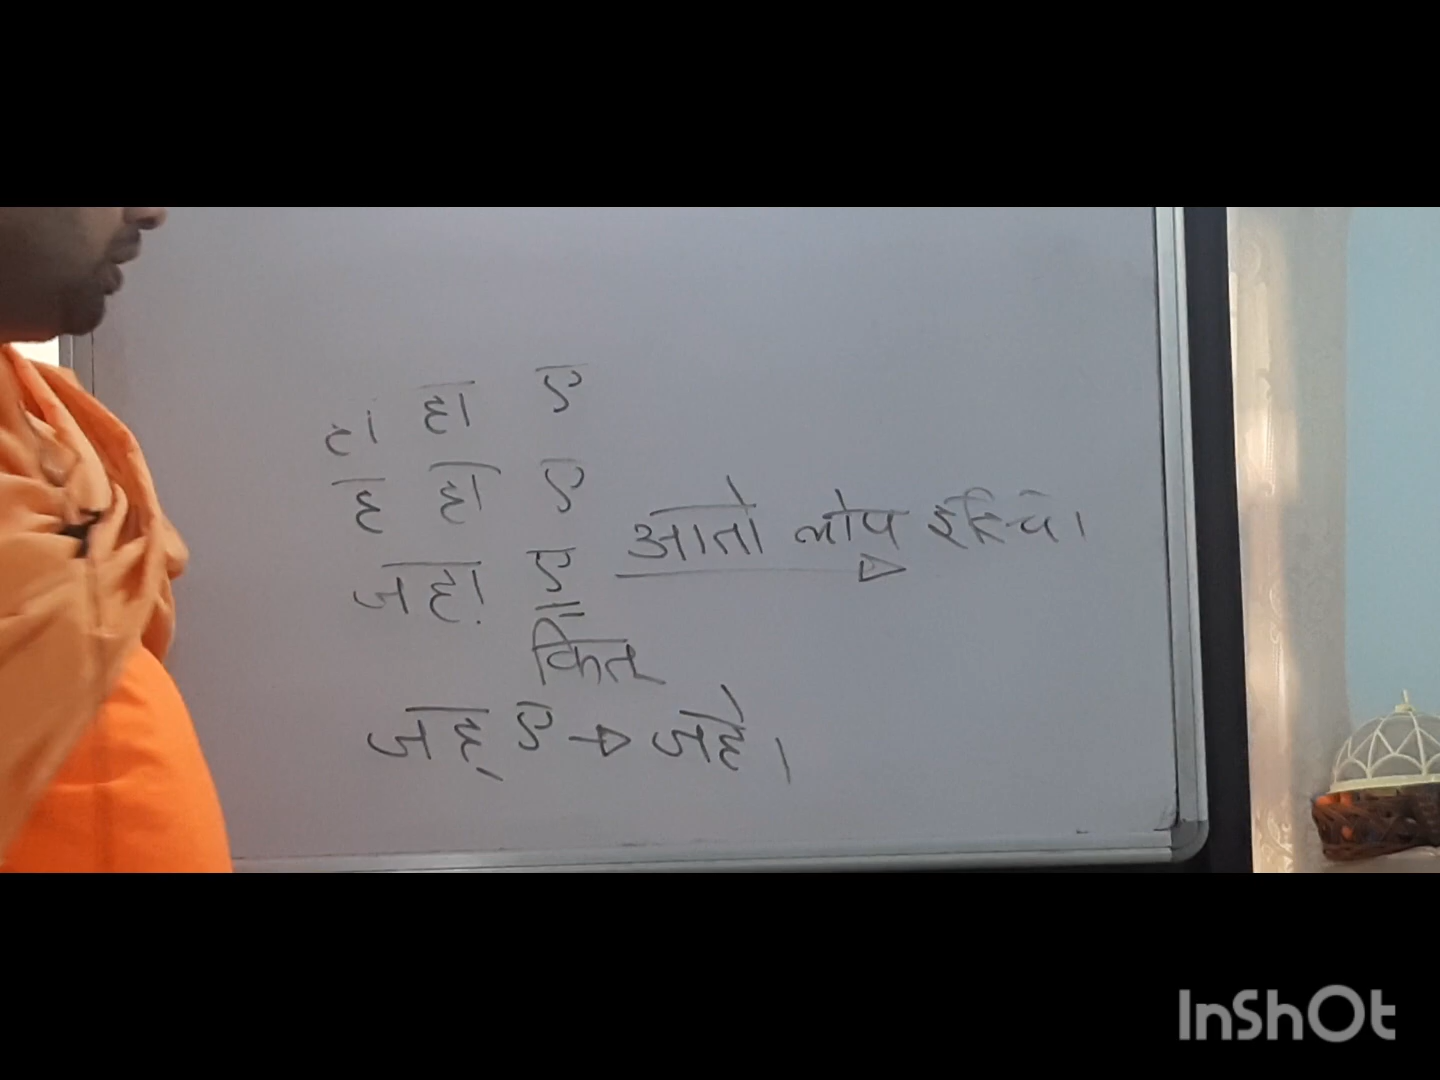 हा हा ए
ह हा ए
जहा ए आतो लोप इटिच।
कित्
जह् ए → जहे।
InShOt